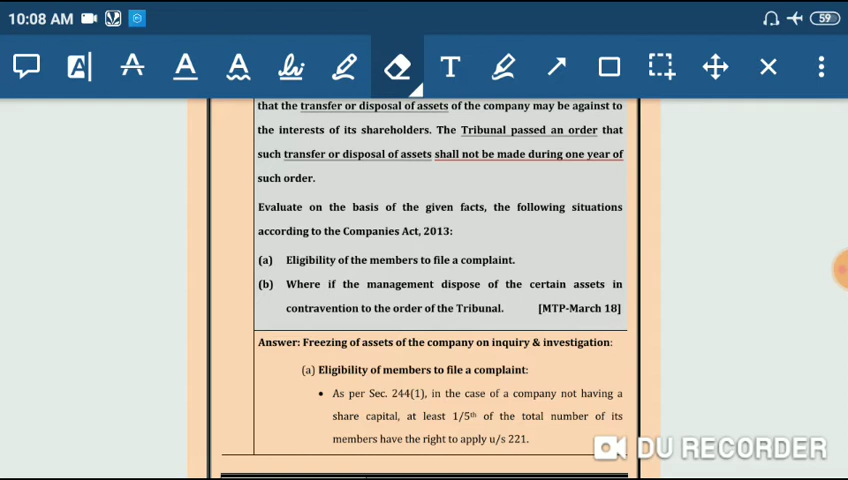 10:08 AM
59
A T
that the transfer or disposal of assets of the company may be against to
the interests of its shareholders. The Tribunal passed an order that
such transfer or disposal of assets shall not be made during one year of
such order.
Evaluate on the basis of the given facts, the following situations
according to the Companies Act, 2013:
(a) Eligibility of the members to file a complaint.
(b) Where if the management dispose of the certain assets in
contravention to the order of the Tribunal. [MTP-March 18]
Answer: Freezing of assets of the company on inquiry & investigation:
(a) Eligibility of members to file a complaint:
• As per Sec. 244(1), in the case of a company not having a
share capital, at least 1/5th of the total number of its
members have the right to apply u/s 221.
DU RECORDER